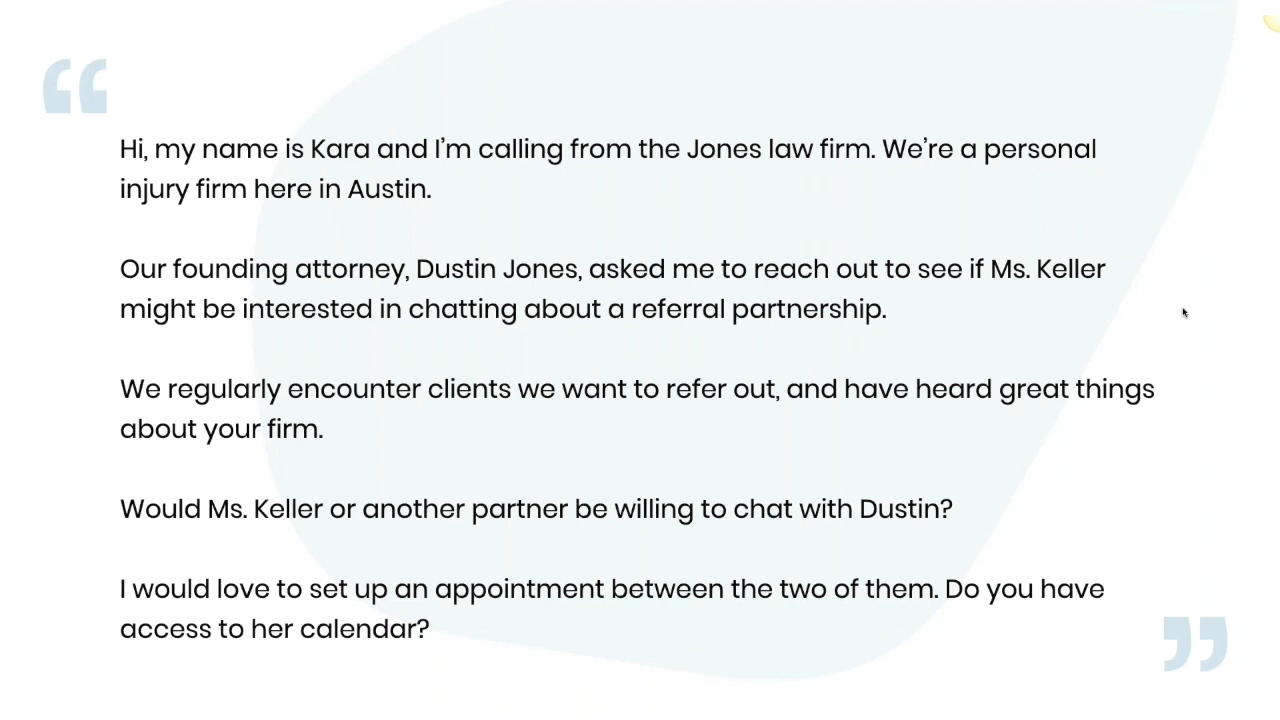 “
Hi, my name is Kara and I’m calling from the Jones law firm. We’re a personal
injury firm here in Austin.
Our founding attorney, Dustin Jones, asked me to reach out to see if Ms. Keller
might be interested in chatting about a referral partnership.
We regularly encounter clients we want to refer out, and have heard great things
about your firm.
Would Ms. Keller or another partner be willing to chat with Dustin?
I would love to set up an appointment between the two of them. Do you have
access to her calendar?
”